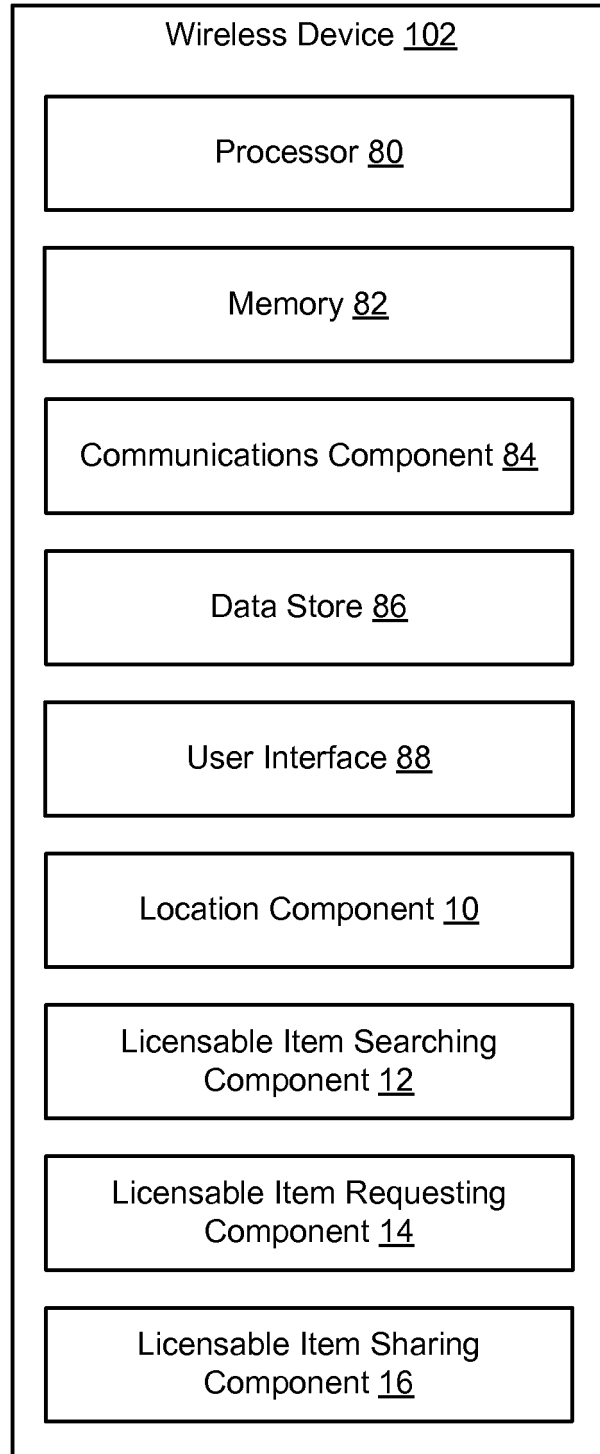 Wireless Device 102
Processor 80
Memory 82
Communications Component 84
Data Store 86
User Interface 88
Location Component 10
Licensable Item Searching
Component 12
Licensable Item Requesting
Component 14
Licensable Item Sharing
Component 16